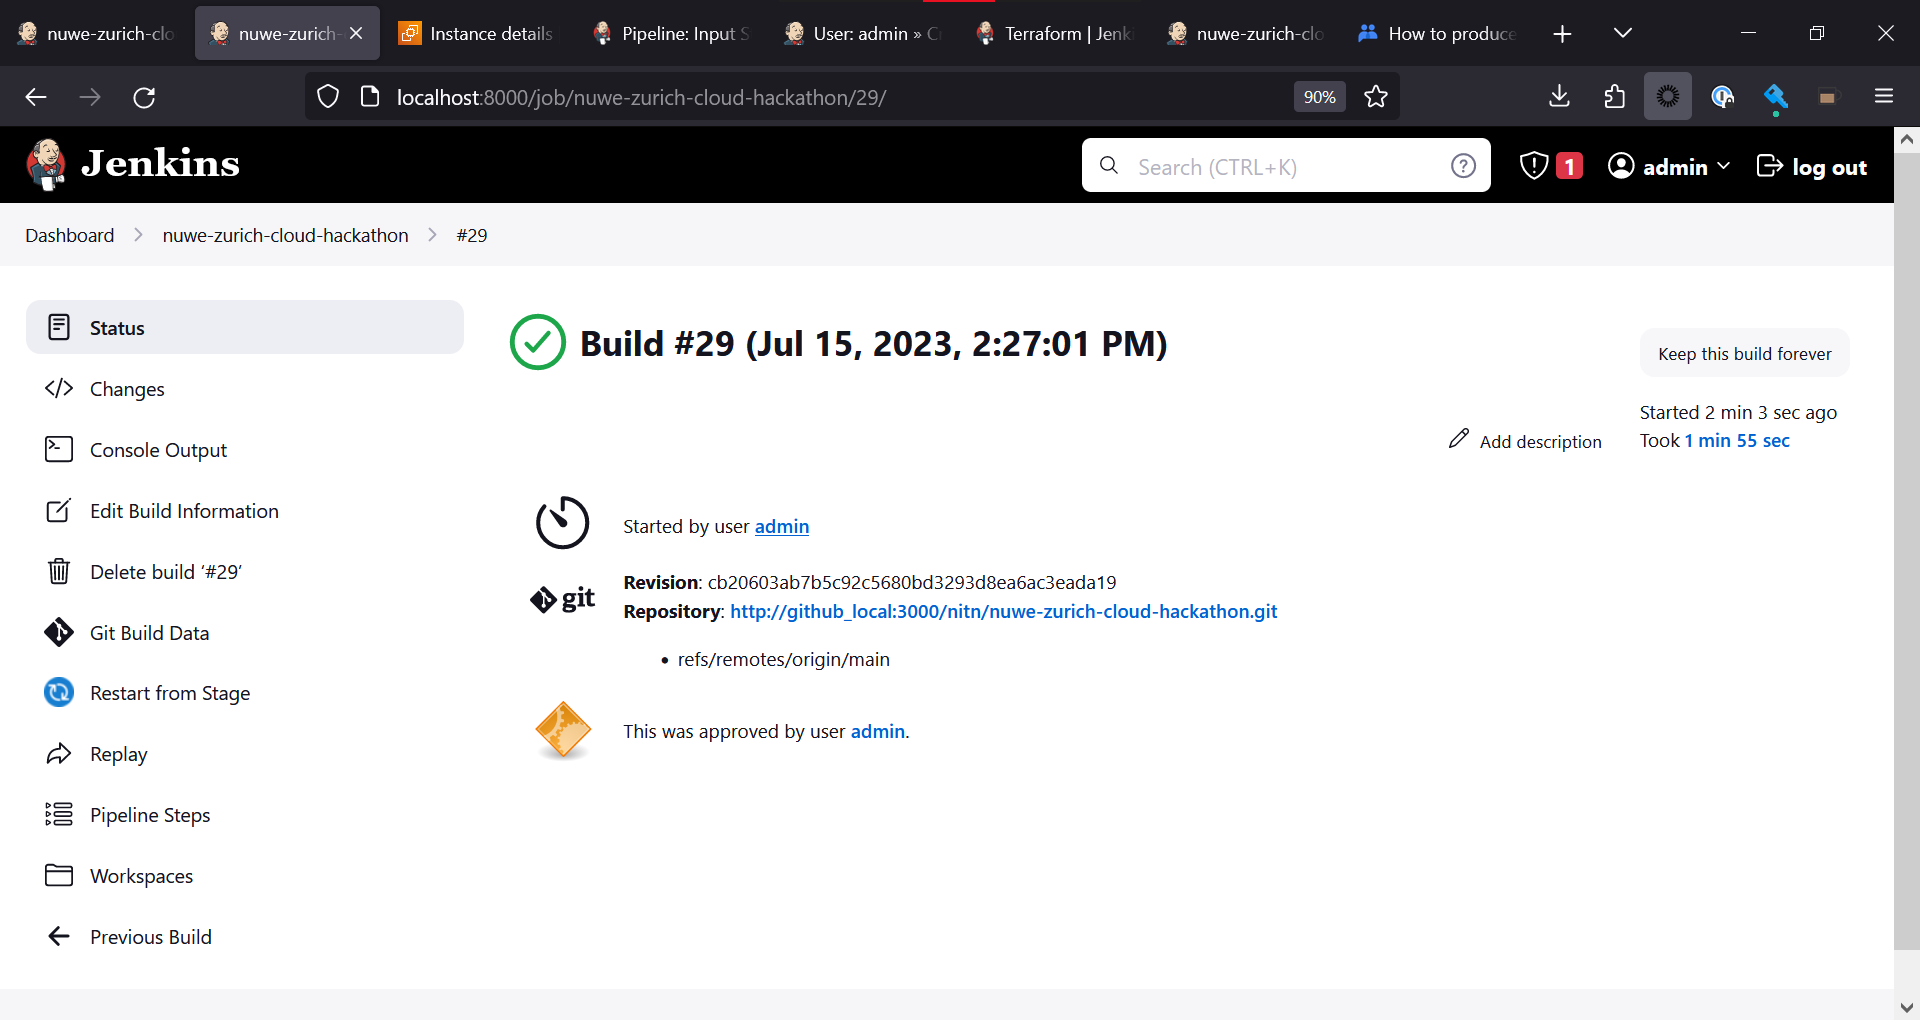 nuwe-zurich-clo
nuwe-zurich-
Instance details
Pipeline: Input S
User: admin » C
Terraform | Jenk
nuwe-zurich-clo
How to produce
localhost:8000/job/nuwe-zurich-cloud-hackathon/29/
90%
Jenkins
Search (CTRL+K)
1
admin
log out
Dashboard
nuwe-zurich-cloud-hackathon
#29
Status
Changes
Console Output
Edit Build Information
Delete build ‘#29’
Git Build Data
Restart from Stage
Replay
Pipeline Steps
Workspaces
Previous Build
Build #29 (Jul 15, 2023, 2:27:01 PM)
Keep this build forever
Started 2 min 3 sec ago
Took 1 min 55 sec
Add description
Started by user admin
git
Revision: cb20603ab7b5c92c5680bd3293d8ea6ac3eada19
Repository: http://github_local:3000/nitn/nuwe-zurich-cloud-hackathon.git
• refs/remotes/origin/main
This was approved by user admin.